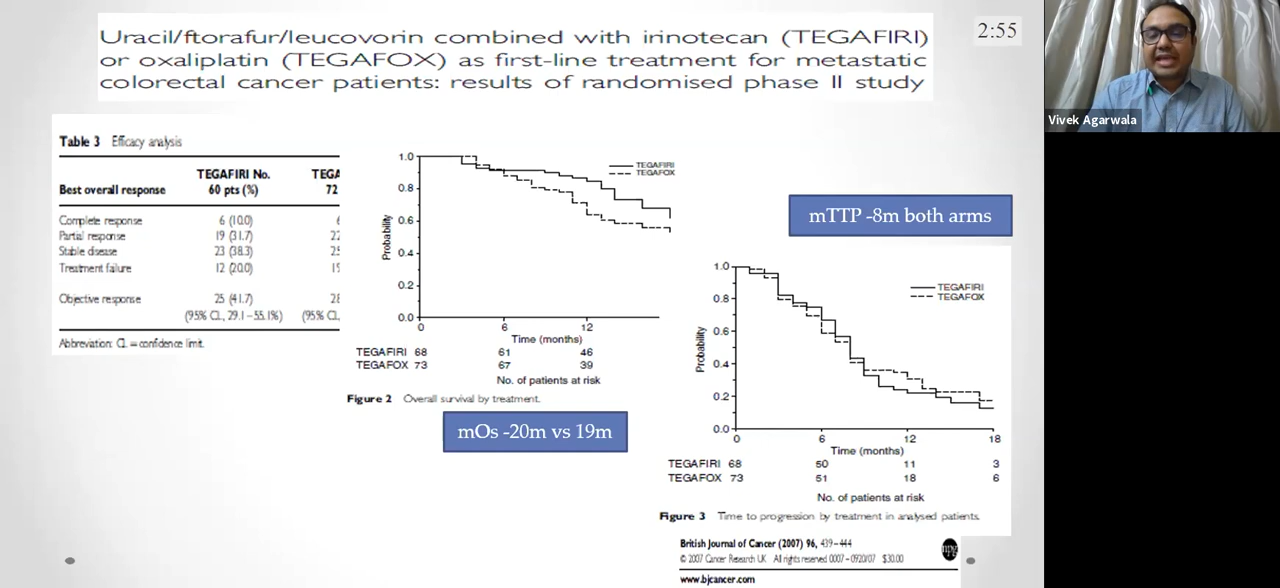 Uracil/ftorafur/leucovorin combined with irinotecan (TEGAFIRI)
or oxaliplatin (TEGAFOX) as first-line treatment for metastatic
colorectal cancer patients: results of randomised phase II study
2:55
Vivek Agarwala
Table 3 Efficacy analysis
TEGAFIRI No. TEGA
Best overall response 60 pts (%) 72
Complete response 6 (10.0) 6
Partial response 19 (31.7) 22
Stable disease 23 (38.3) 25
Treatment failure 12 (20.0) 19
Objective response 25 (41.7) 28
(95% CL, 29.1–55.1%) (95% CL,
Abbreviation: CL = confidence limit.
1.0
0.8
0.6
0.4
0.2
0.0
Probability
TEGAFIRI
TEGAFOX
0 6 12
Time (months)
TEGAFIRI 68 61 46
TEGAFOX 73 67 39
No. of patients at risk
Figure 2 Overall survival by treatment.
mOs -20m vs 19m
mTTP -8m both arms
1.0
0.8
0.6
0.4
0.2
0.0
Probability
TEGAFIRI
TEGAFOX
0 6 12 18
Time (months)
TEGAFIRI 68 50 11 3
TEGAFOX 73 51 18 6
No. of patients at risk
Figure 3 Time to progression by treatment in analysed patients.
British Journal of Cancer (2007) 96, 439–444
© 2007 Cancer Research UK All rights reserved 0007–0920/07 $30.00
www.bjcancer.com